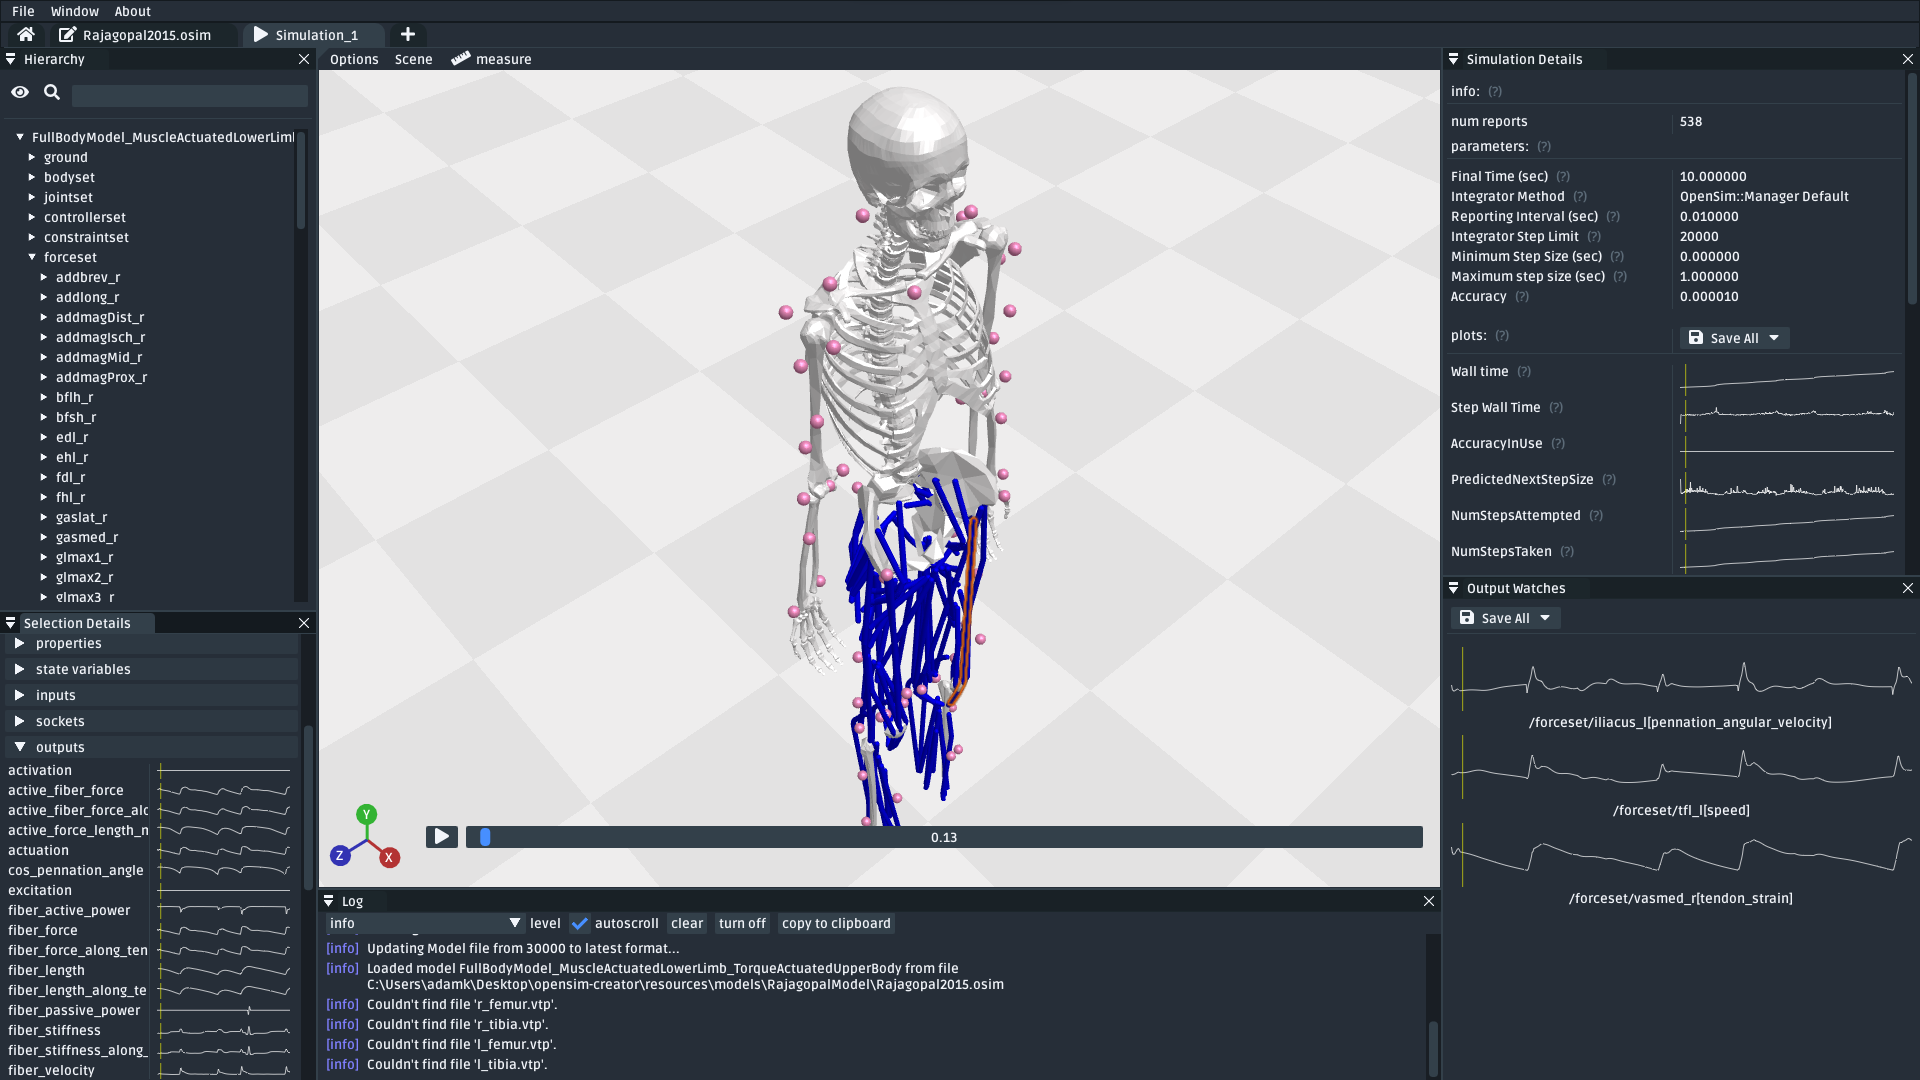 File Window About
Rajagopal2015.osim Simulation_1
Hierarchy
FullBodyModel_MuscleActuatedLowerLiml
ground
bodyset
jointset
controllerset
constraintset
forceset
addbrev_r
addlong_r
addmagDist_r
addmagIsch_r
addmagMid_r
addmagProx_r
bflh_r
bfsh_r
edl_r
ehl_r
fdl_r
fhl_r
gaslat_r
gasmed_r
glmax1_r
glmax2_r
glmax3_r
Selection Details
properties
state variables
inputs
sockets
outputs
activation
active_fiber_force
active_fiber_force_alc
active_force_length_n
actuation
cos_pennation_angle
excitation
fiber_active_power
fiber_force
fiber_force_along_ten
fiber_length
fiber_length_along_te
fiber_passive_power
fiber_stiffness
fiber_stiffness_along_
fiber_velocity
Options Scene measure
Y
Z X
0.13
Log
info level autoscroll clear turn off copy to clipboard
[info] Updating Model file from 30000 to latest format...
[info] Loaded model FullBodyModel_MuscleActuatedLowerLimb_TorqueActuatedUpperBody from file
C:\Users\adamk\Desktop\opensim-creator\resources\models\RajagopalModel\Rajagopal2015.osim
[info] Couldn't find file 'r_femur.vtp'.
[info] Couldn't find file 'r_tibia.vtp'.
[info] Couldn't find file 'l_femur.vtp'.
[info] Couldn't find file 'l_tibia.vtp'.
Simulation Details
info: (?)
num reports 538
parameters: (?)
Final Time (sec) (?) 10.000000
Integrator Method (?) OpenSim::Manager Default
Reporting Interval (sec) (?) 0.010000
Integrator Step Limit (?) 20000
Minimum Step Size (sec) (?) 0.000000
Maximum step size (sec) (?) 1.000000
Accuracy (?) 0.000010
plots: (?) Save All
Wall time (?)
Step Wall Time (?)
AccuracyInUse (?)
PredictedNextStepSize (?)
NumStepsAttempted (?)
NumStepsTaken (?)
Output Watches
Save All
/forceset/iliacus_l[pennation_angular_velocity]
/forceset/tfl_l[speed]
/forceset/vasmed_r[tendon_strain]